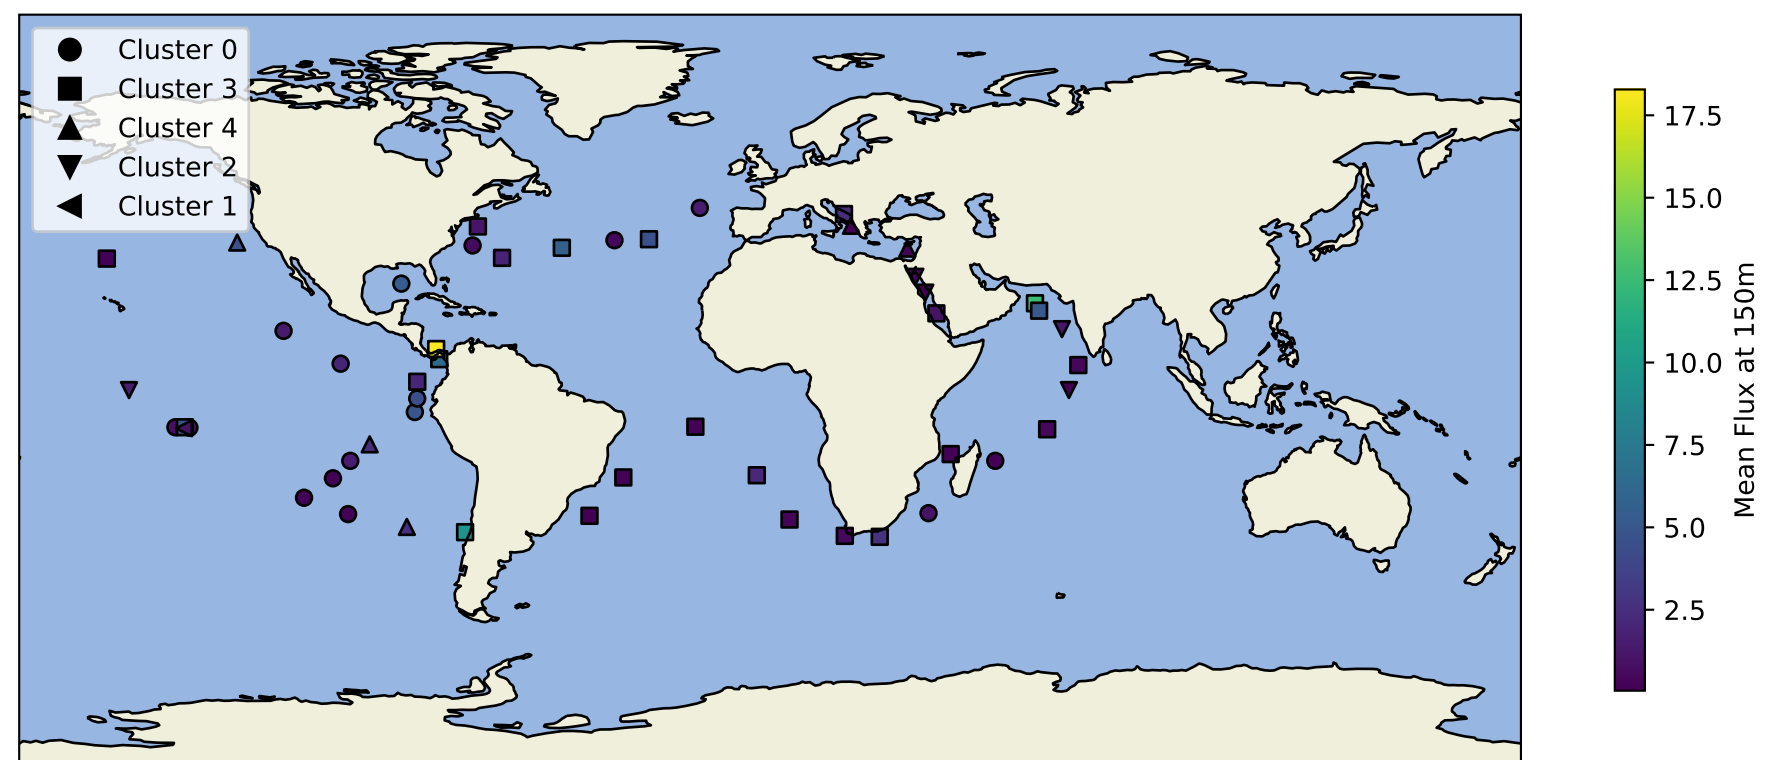 Cluster 0
Cluster 3
Cluster 4
Cluster 2
Cluster 1
17.5
15.0
12.5
10.0
7.5
5.0
2.5
Mean Flux at 150m